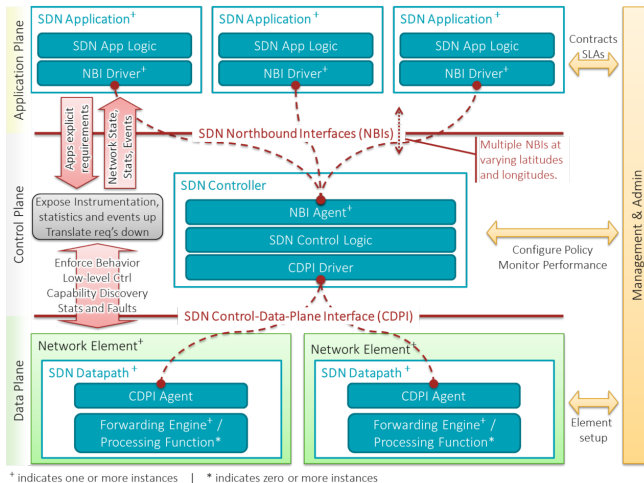 Application Plane
SDN Application+
SDN App Logic
NBI Driver+
SDN Application+
SDN App Logic
NBI Driver+
SDN Application+
SDN App Logic
NBI Driver+
Contracts
SLAs
Apps explicit
requirements
Network State,
Stats, Events
SDN Northbound Interfaces (NBIs)
Multiple NBIs at
varying latitudes
and longitudes.
Control Plane
Expose Instrumentation,
statistics and events up
Translate req's down
SDN Controller
NBI Agent+
SDN Control Logic
CDPI Driver
Configure Policy
Monitor Performance
Management & Admin
Enforce Behavior
Low-level Ctrl
Capability Discovery
Stats and Faults
SDN Control-Data-Plane Interface (CDPI)
Data Plane
Network Element+
SDN Datapath +
CDPI Agent
Forwarding Engine+ /
Processing Function*
Network Element+
SDN Datapath +
CDPI Agent
Forwarding Engine+ /
Processing Function*
Element
setup
+ indicates one or more instances | * indicates zero or more instances